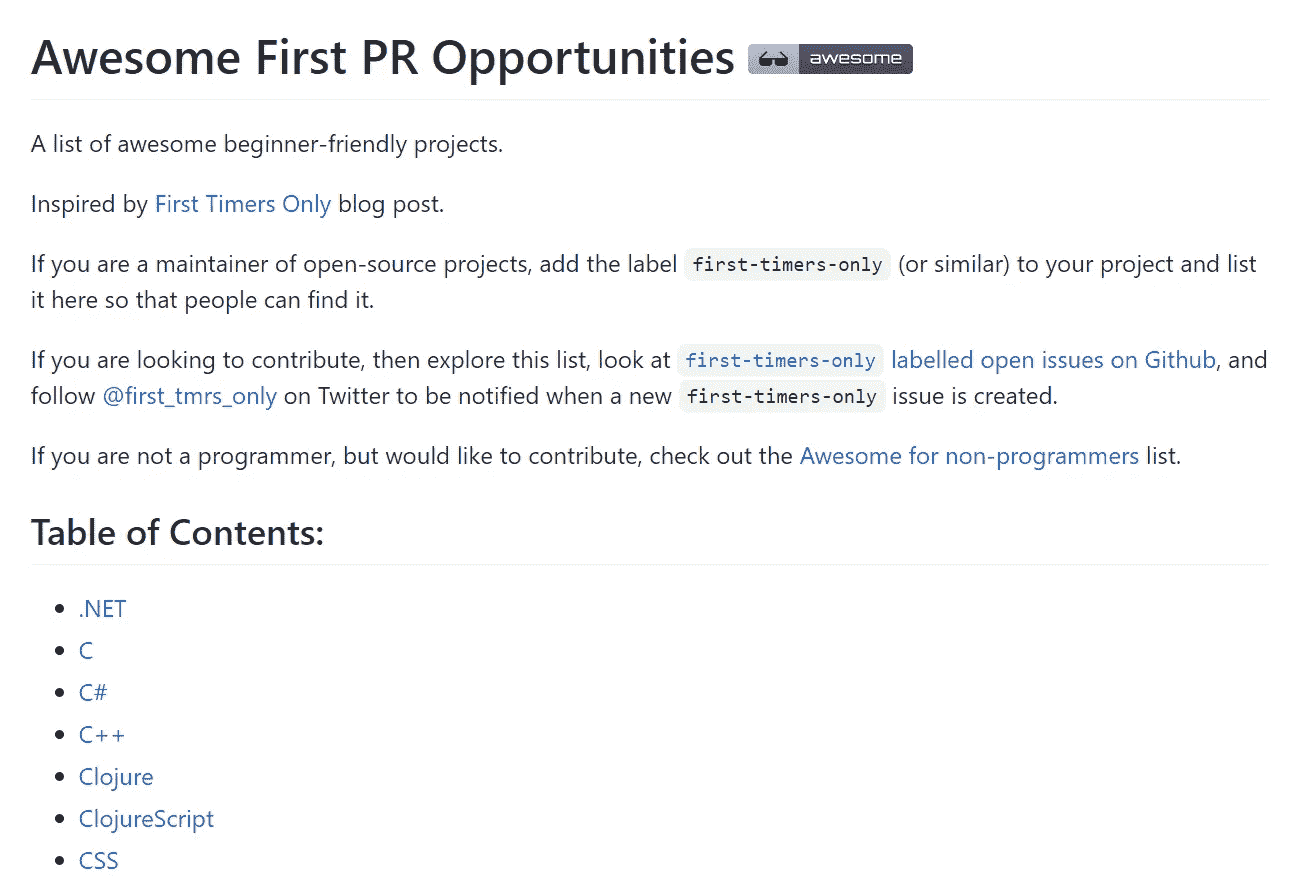 Awesome First PR Opportunities awesome
A list of awesome beginner-friendly projects.
Inspired by First Timers Only blog post.
If you are a maintainer of open-source projects, add the label first-timers-only (or similar) to your project and list
it here so that people can find it.
If you are looking to contribute, then explore this list, look at first-timers-only labelled open issues on Github, and
follow @first_tmrs_only on Twitter to be notified when a new first-timers-only issue is created.
If you are not a programmer, but would like to contribute, check out the Awesome for non-programmers list.
Table of Contents:
.NET
C
C#
C++
Clojure
ClojureScript
CSS